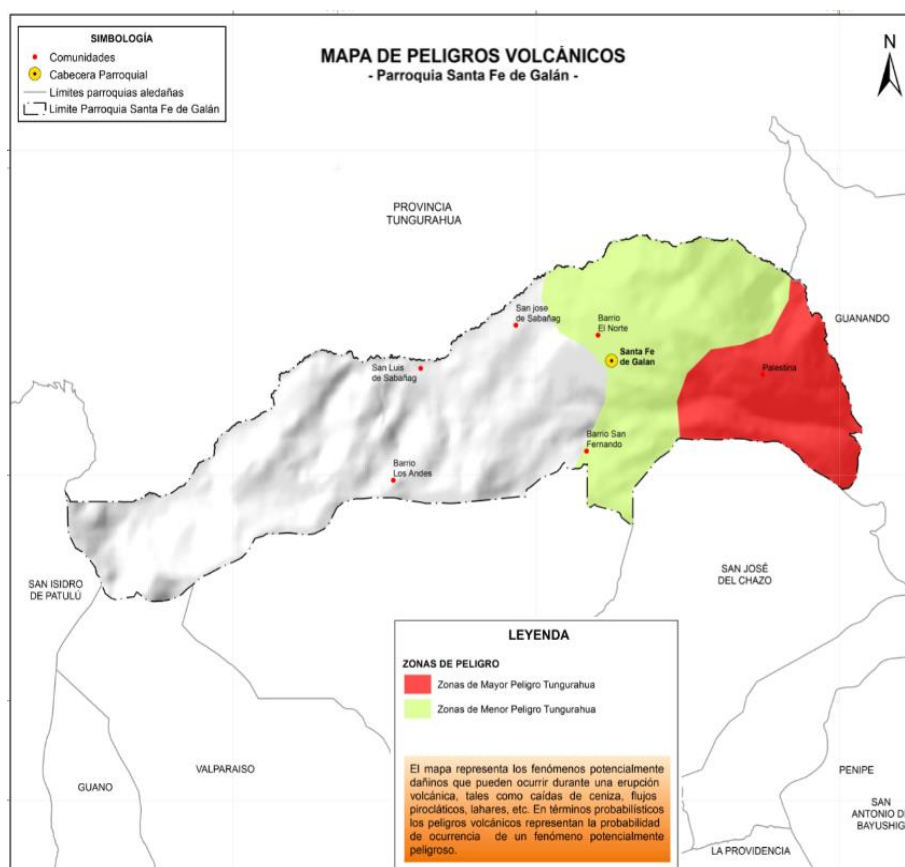 SIMBOLOGÍA
Comunidades
Cabecera Parroquial
Límites parroquias aledañas
Límite Parroquia Santa Fe de Galán
MAPA DE PELIGROS VOLCÁNICOS
- Parroquia Santa Fe de Galán -
N
PROVINCIA
TUNGURAHUA
San jose
de Sabañag
Barrio
El Norte
GUANANDO
Santa Fe
de Galan
San Luis
de Sabañag
Palestina
Barrio San
Fernando
Barrio
Los Andes
SAN ISIDRO
DE PATULÚ
SAN JOSÉ
DEL CHAZO
LEYENDA
ZONAS DE PELIGRO
Zonas de Mayor Peligro Tungurahua
Zonas de Menor Peligro Tungurahua
El mapa representa los fenómenos potencialmente
dañinos que pueden ocurrir durante una erupción
volcánica, tales como caídas de ceniza, flujos
pirocláticos, lahares, etc. En términos probabilísticos
los peligros volcánicos representan la probabilidad
de ocurrencia de un fenómeno potencialmente
peligroso.
VALPARAISO
GUANO
PENIPE
SAN
ANTONIO DE
BAYUSHIG
LA PROVIDENCIA